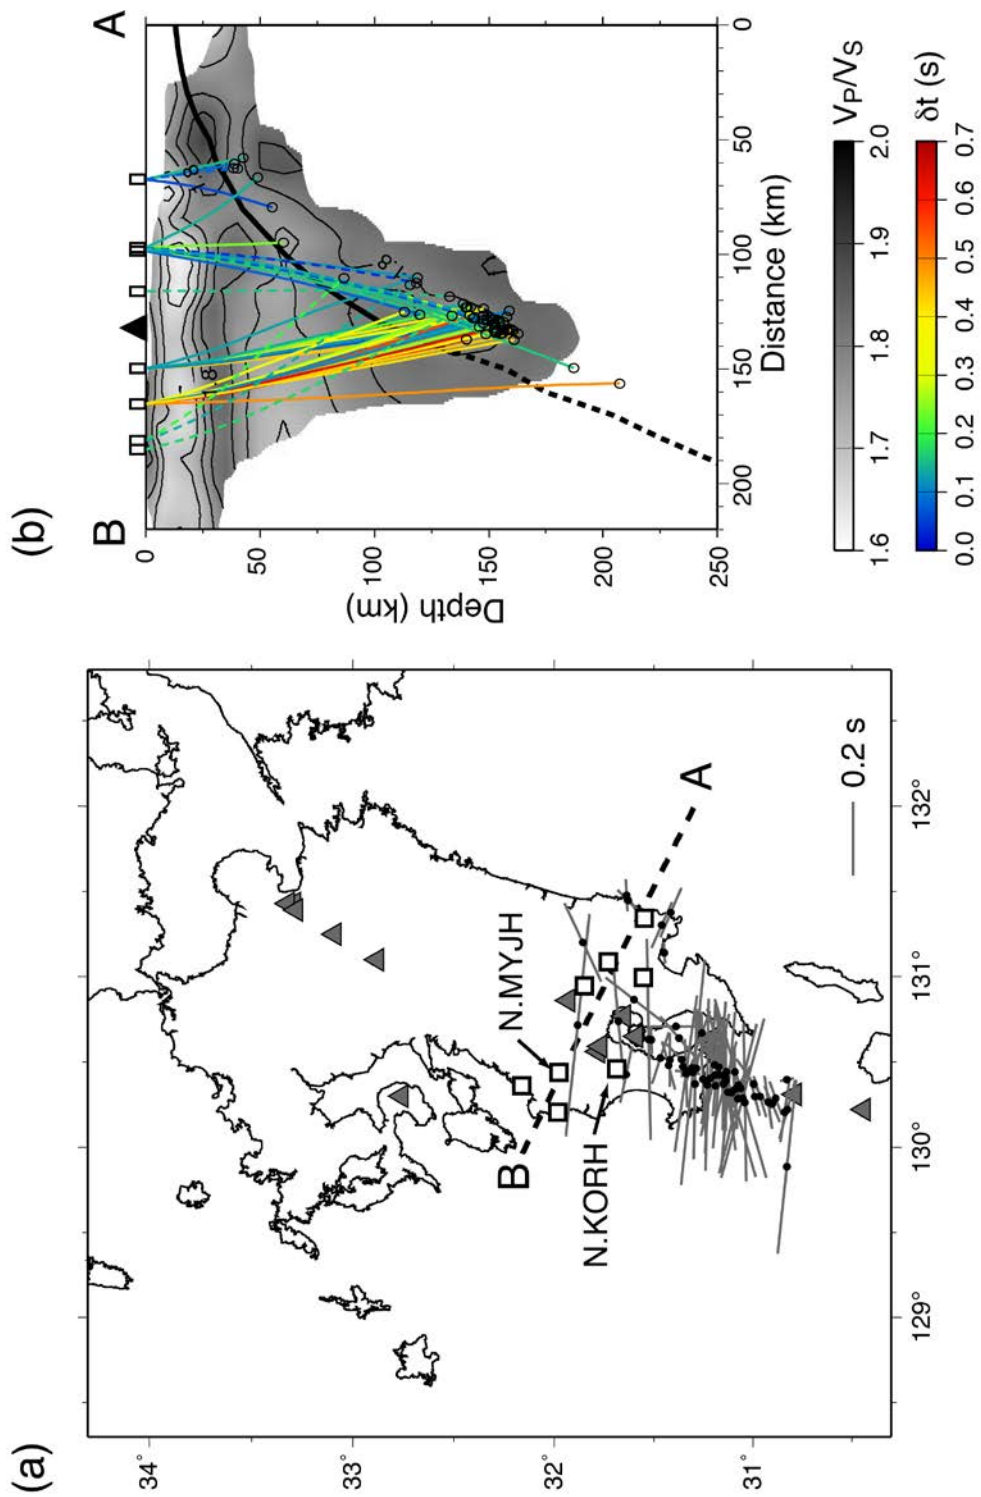 (a)
34°
33°
32°
31°
129°
130°
131°
132°
B
A
N.MYJH
N.KORH
0.2 s
(b)
B
A
0
50
100
150
200
250
Depth (km)
200
150
100
50
0
Distance (km)
1.6
1.7
1.8
1.9
2.0
VP/VS
0.0
0.1
0.2
0.3
0.4
0.5
0.6
0.7
δt (s)